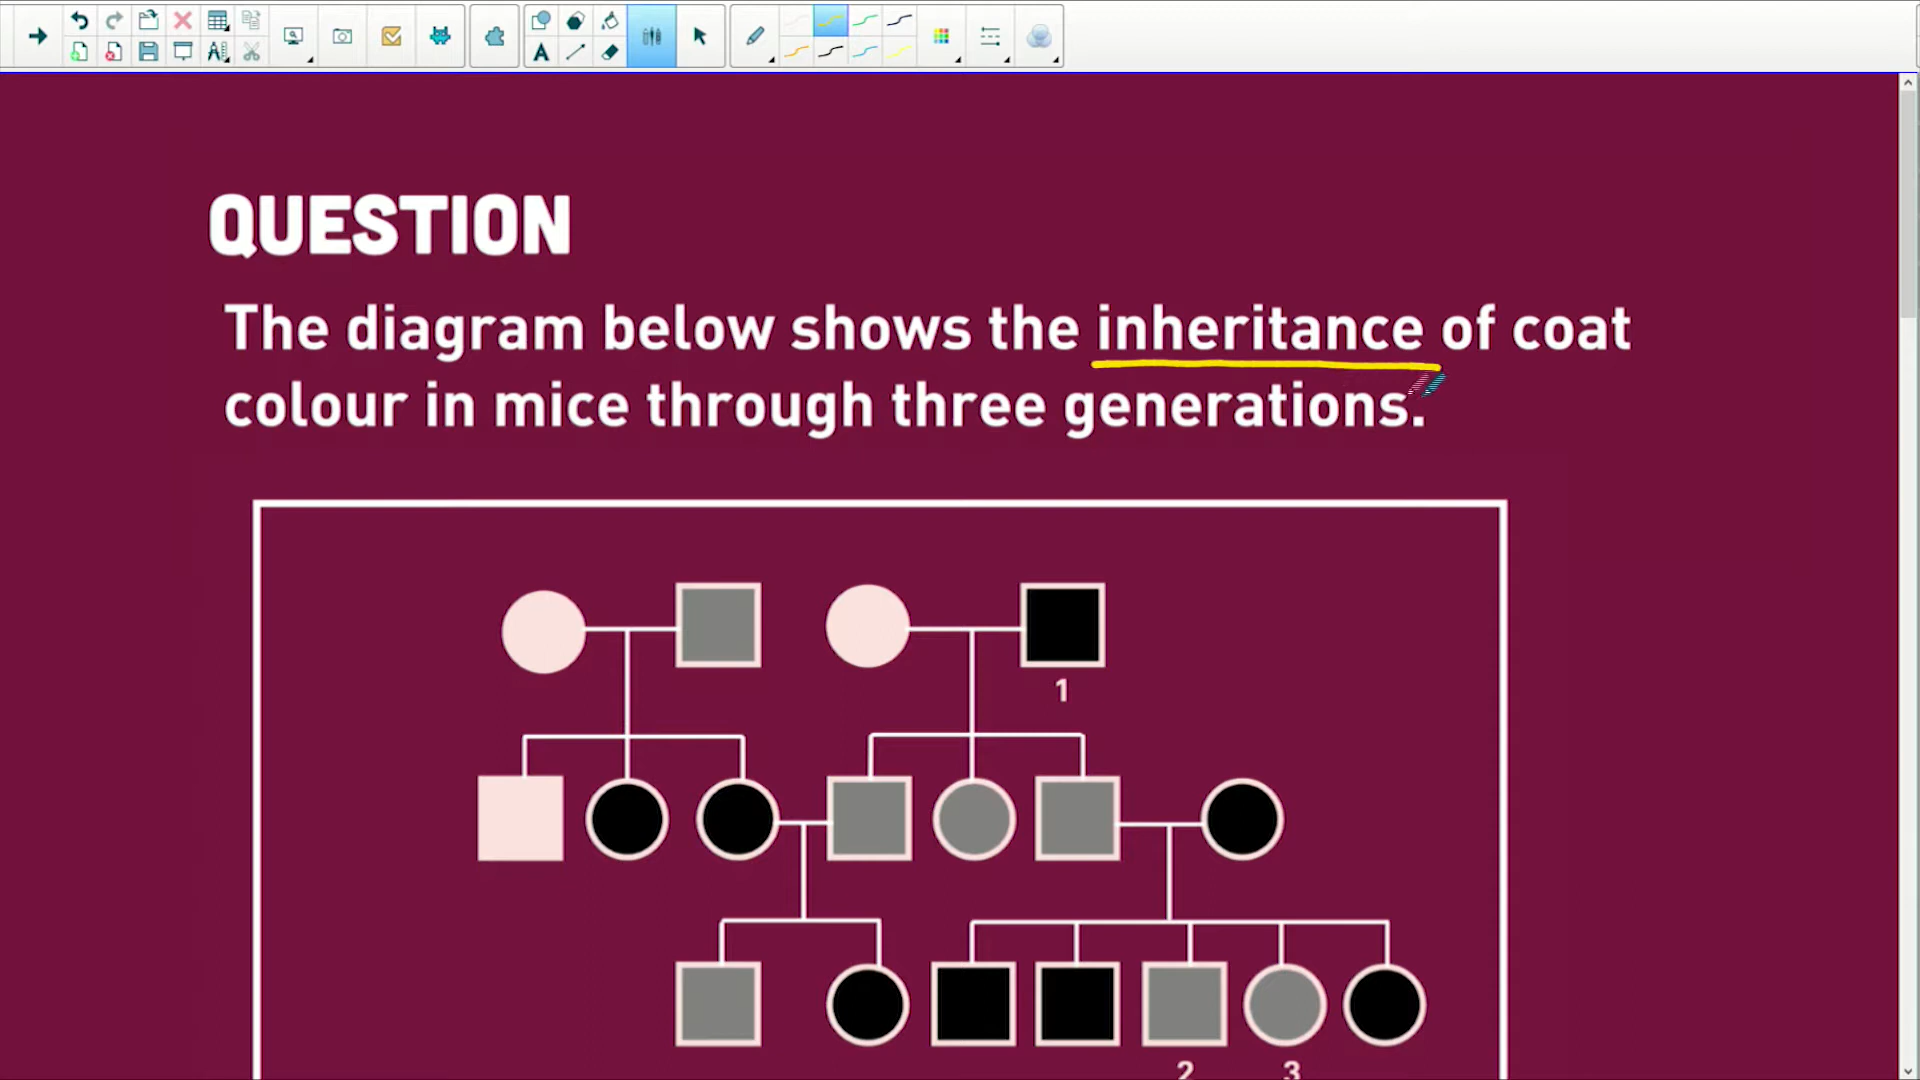 QUESTION
The diagram below shows the inheritance of coat
colour in mice through three generations.
1
2 3